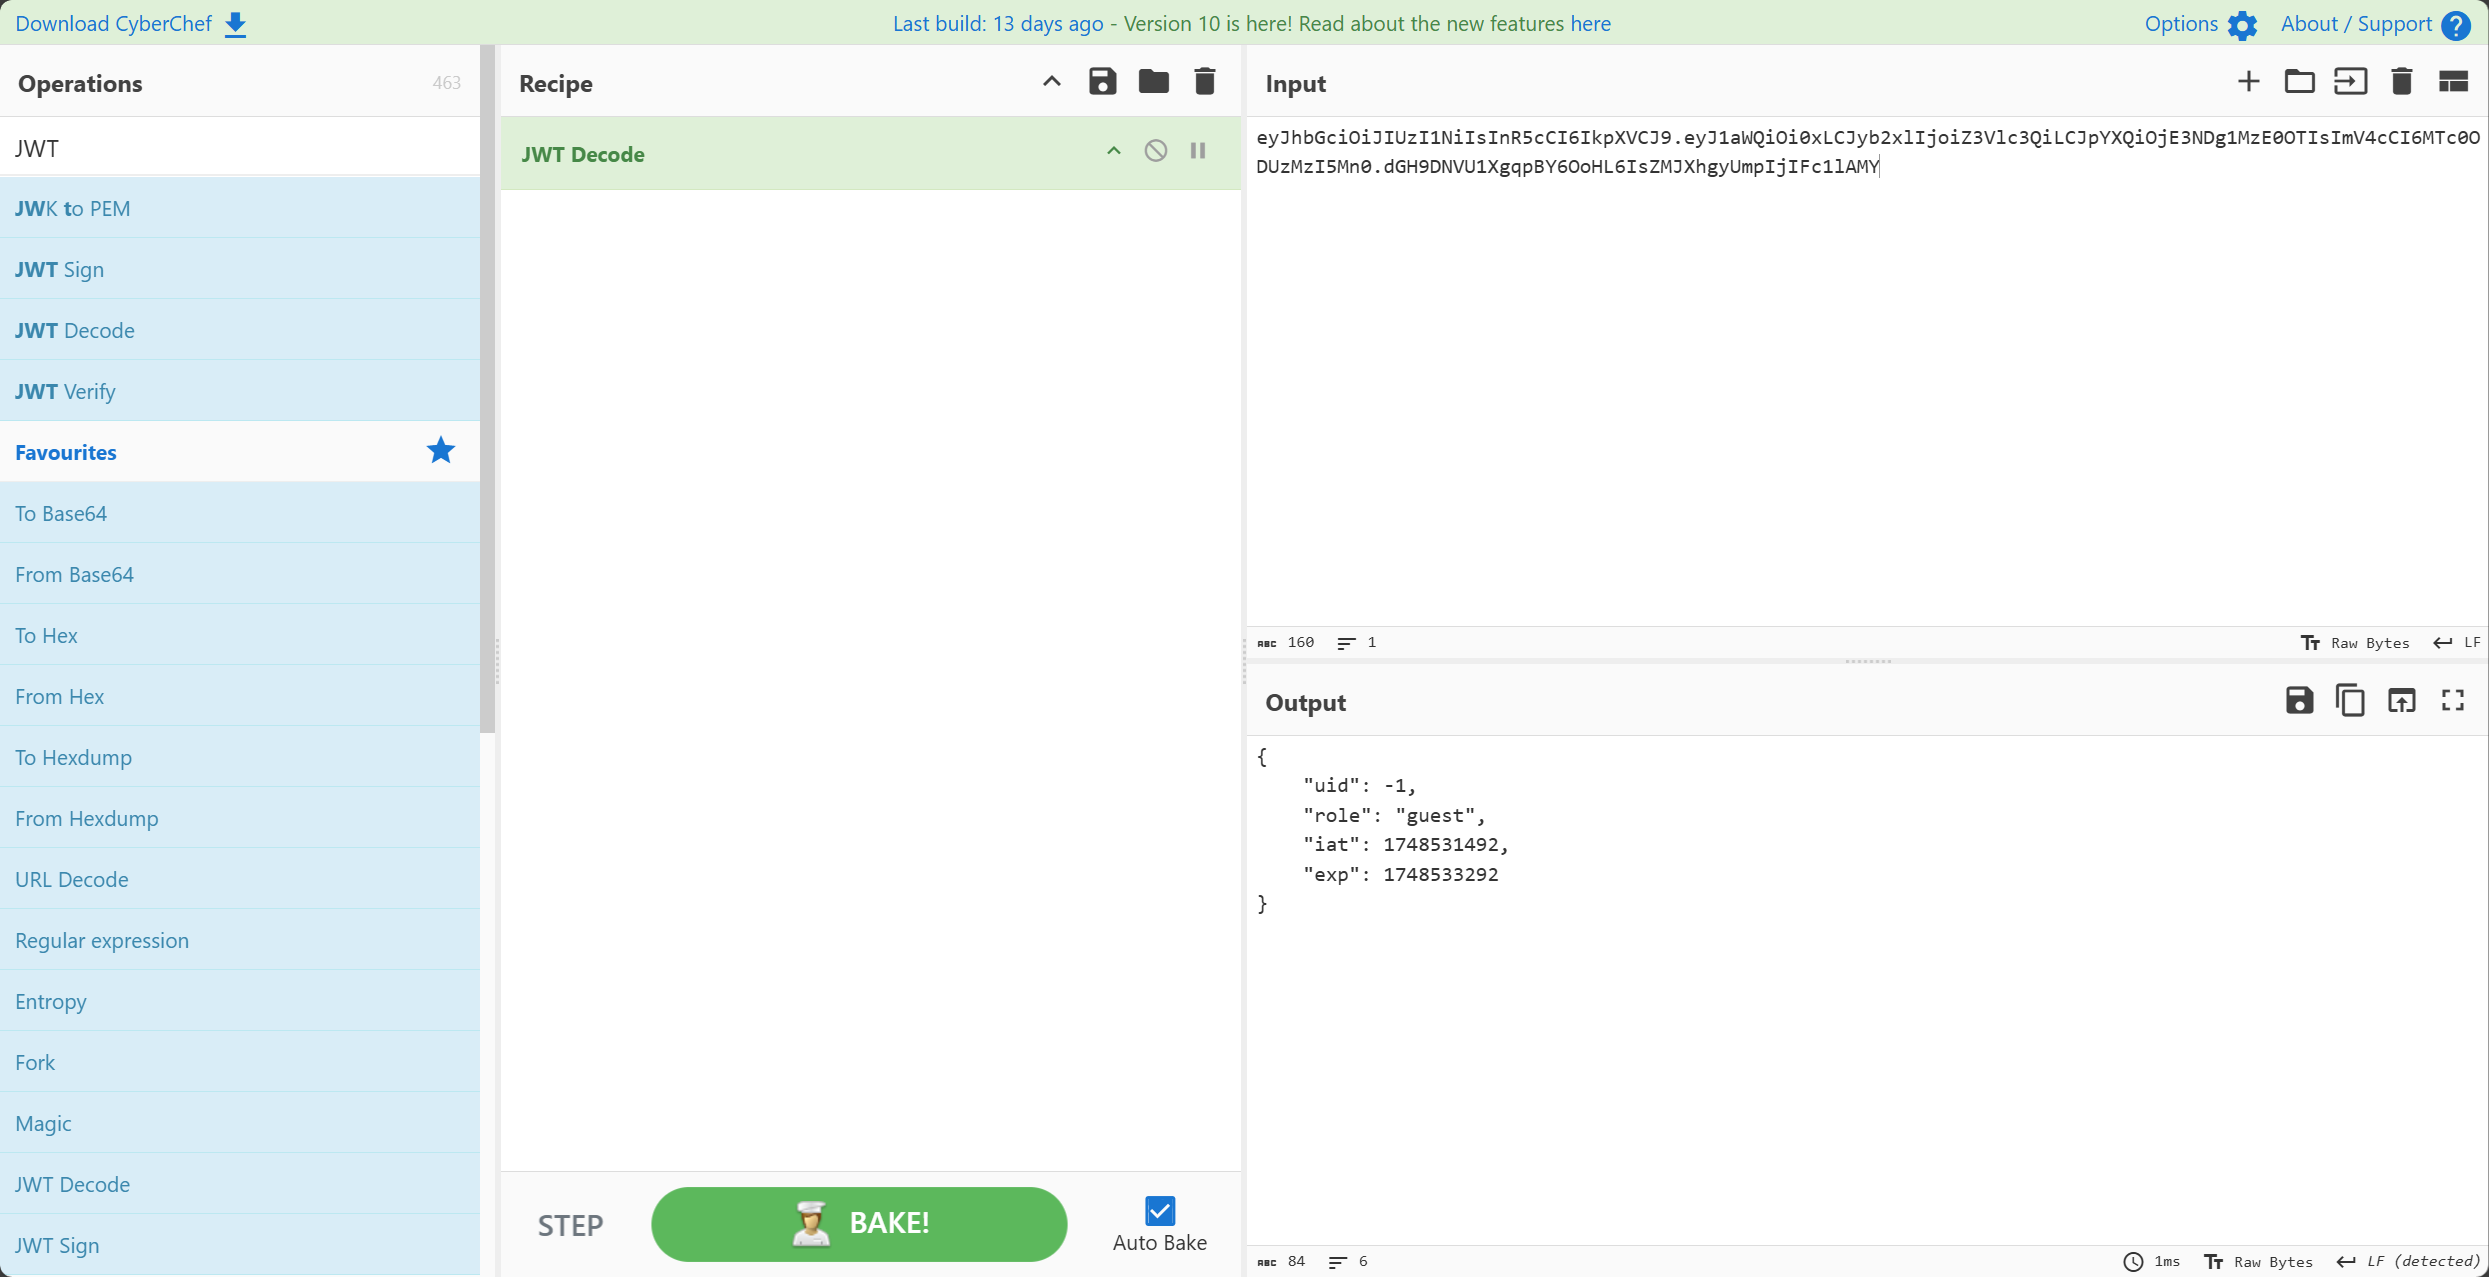 Download CyberChef
Last build: 13 days ago - Version 10 is here! Read about the new features here
Options
About / Support
Operations
463
JWT
JWK to PEM
JWT Sign
JWT Decode
JWT Verify
Favourites
To Base64
From Base64
To Hex
From Hex
To Hexdump
From Hexdump
URL Decode
Regular expression
Entropy
Fork
Magic
JWT Decode
JWT Sign
Recipe
JWT Decode
STEP
BAKE!
Auto Bake
Input
eyJhbGciOiJIUzI1NiIsInR5cCI6IkpXVCJ9.eyJ1aWQiOi0xLCJyb2xlIjoiZ3Vlc3QiLCJpYXQiOjE3NDg1MzE0OTIsImV4cCI6MTc0O
DUzMzI5Mn0.dGH9DNVU1XgqpBY6OoHL6IsZMJXhgyUmpIjIFc1lAMY
ABC 160 1
Raw Bytes LF
Output
{
"uid": -1,
"role": "guest",
"iat": 1748531492,
"exp": 1748533292
}
ABC 84 6
1ms Raw Bytes LF (detected)